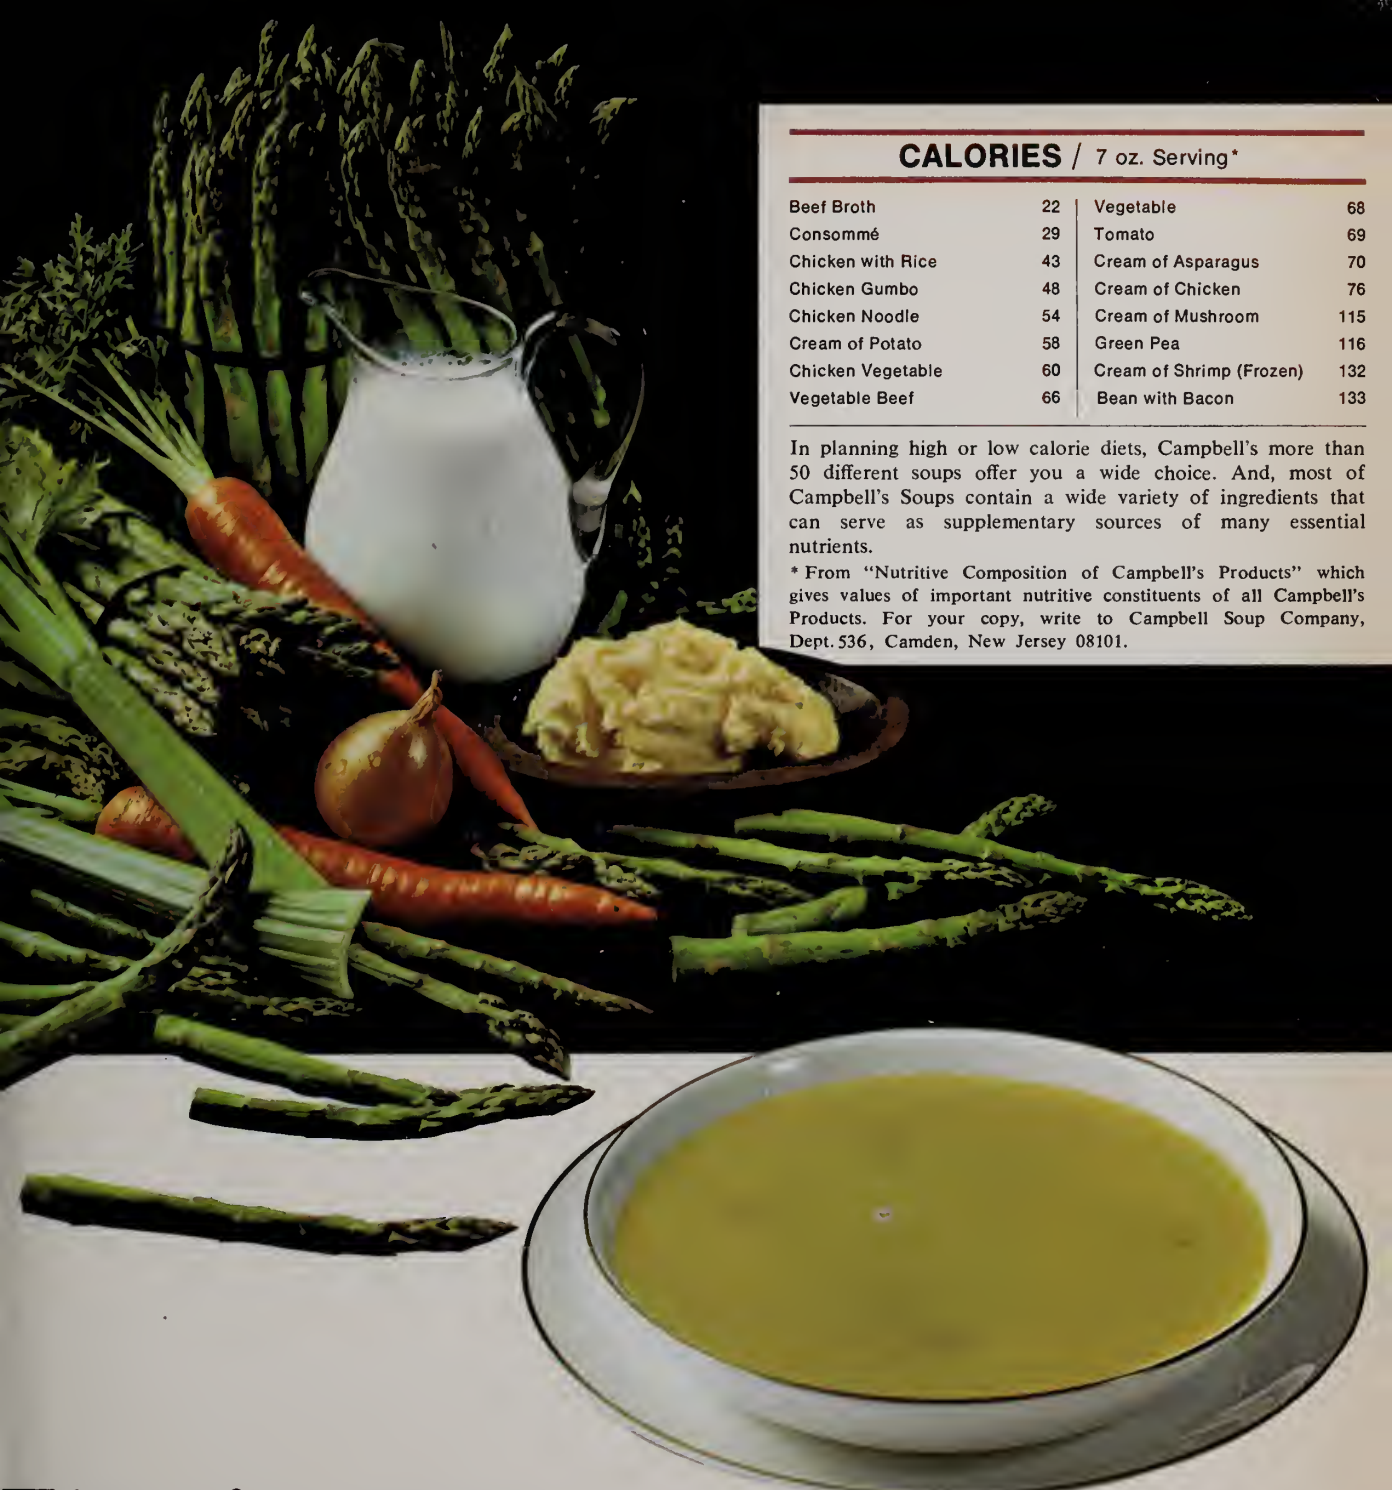 CALORIES / 7 oz. Serving*
Beef Broth 22
Consommé 29
Chicken with Rice 43
Chicken Gumbo 48
Chicken Noodle 54
Cream of Potato 58
Chicken Vegetable 60
Vegetable Beef 66
Vegetable 68
Tomato 69
Cream of Asparagus 70
Cream of Chicken 76
Cream of Mushroom 115
Green Pea 116
Cream of Shrimp (Frozen) 132
Bean with Bacon 133
In planning high or low calorie diets, Campbell's more than
50 different soups offer you a wide choice. And, most of
Campbell's Soups contain a wide variety of ingredients that
can serve as supplementary sources of many essential
nutrients.
* From “Nutritive Composition of Campbell's Products” which
gives values of important nutritive constituents of all Campbell's
Products. For your copy, write to Campbell Soup Company,
Dept. 536, Camden, New Jersey 08101.